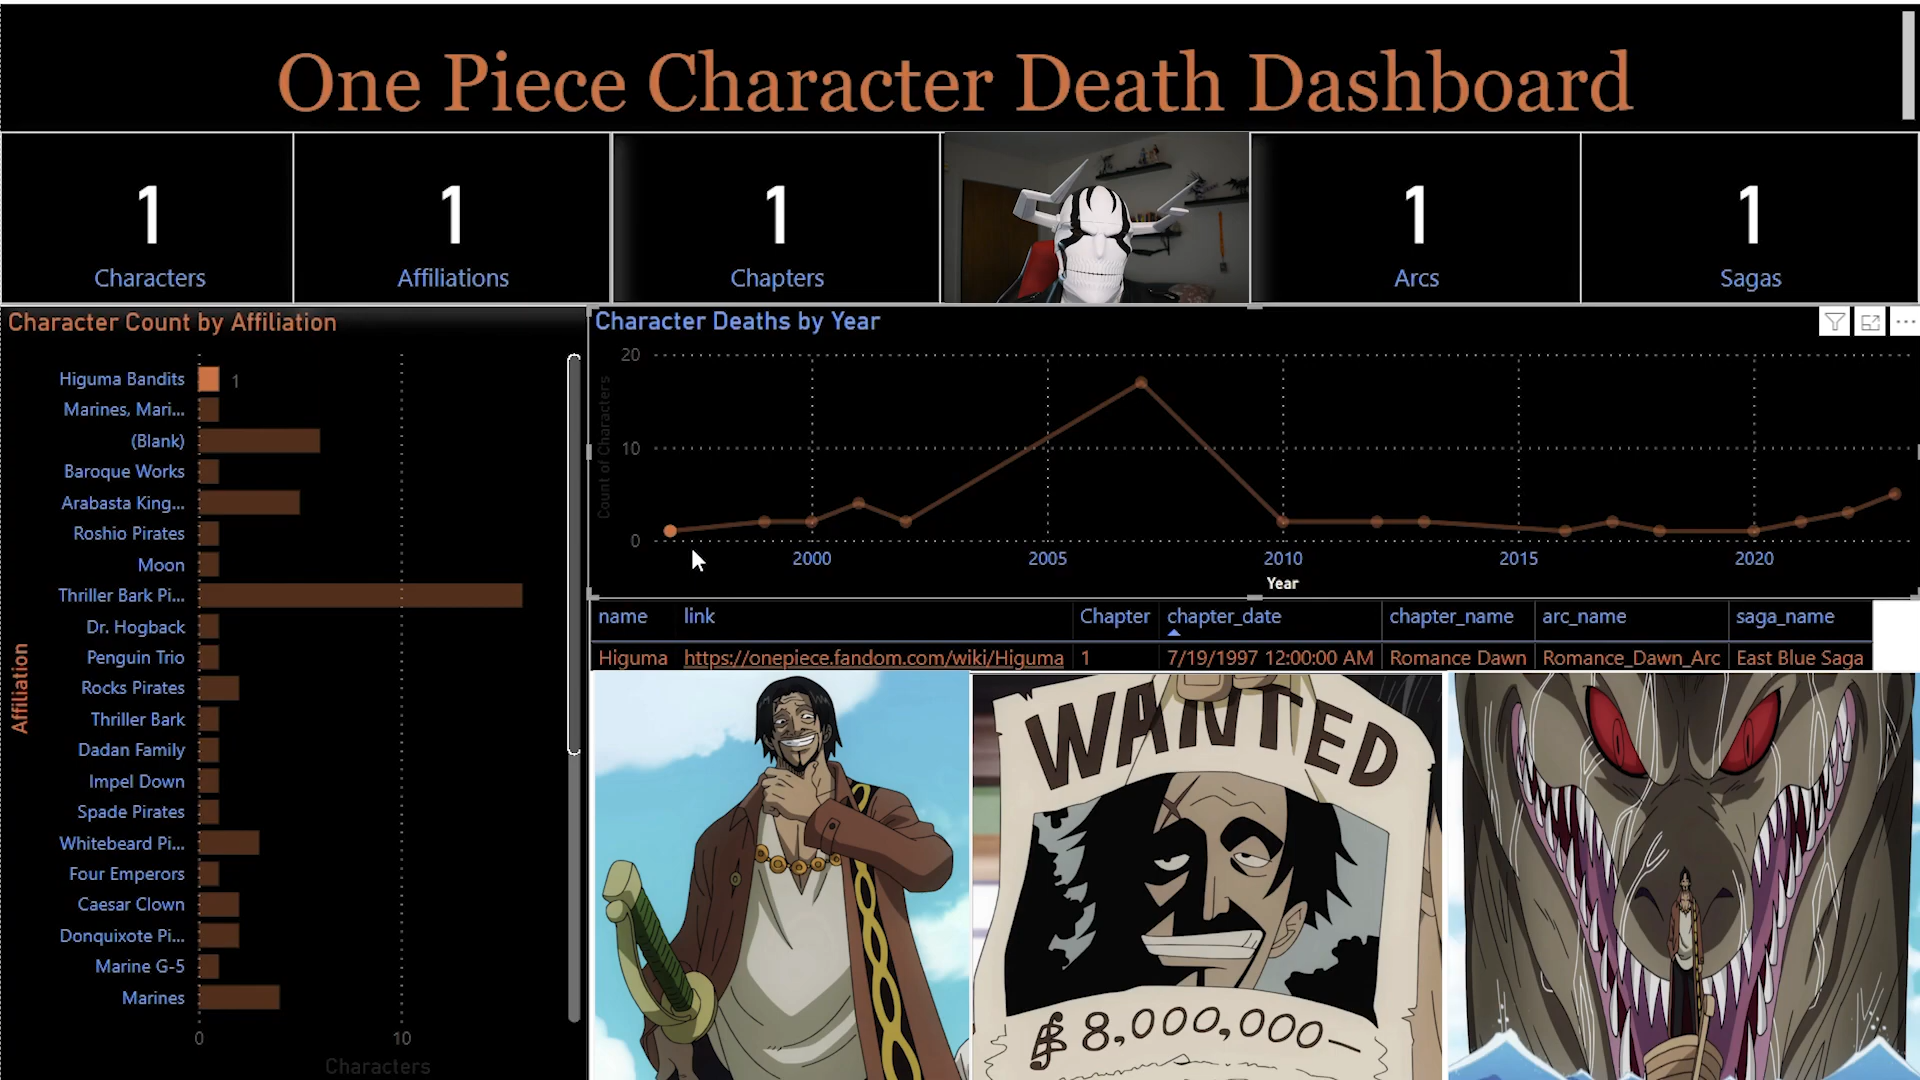 One Piece Character Death Dashboard
1
Characters
1
Affiliations
1
Chapters
1
Arcs
1
Sagas
Character Count by Affiliation
Affiliation
Higuma Bandits
1
Marines, Mari...
(Blank)
Baroque Works
Arabasta King...
Roshio Pirates
Moon
Thriller Bark Pi...
Dr. Hogback
Penguin Trio
Rocks Pirates
Thriller Bark
Dadan Family
Impel Down
Spade Pirates
Whitebeard Pi...
Four Emperors
Caesar Clown
Donquixote Pi...
Marine G-5
Marines
0 10
Characters
Character Deaths by Year
Count of Characters
20
10
0
2000 2005 2010 2015 2020
Year
name link Chapter chapter_date chapter_name arc_name saga_name
Higuma https://onepiece.fandom.com/wiki/Higuma 1 7/19/1997 12:00:00 AM Romance Dawn Romance_Dawn_Arc East Blue Saga
WANTED
8,000,000-